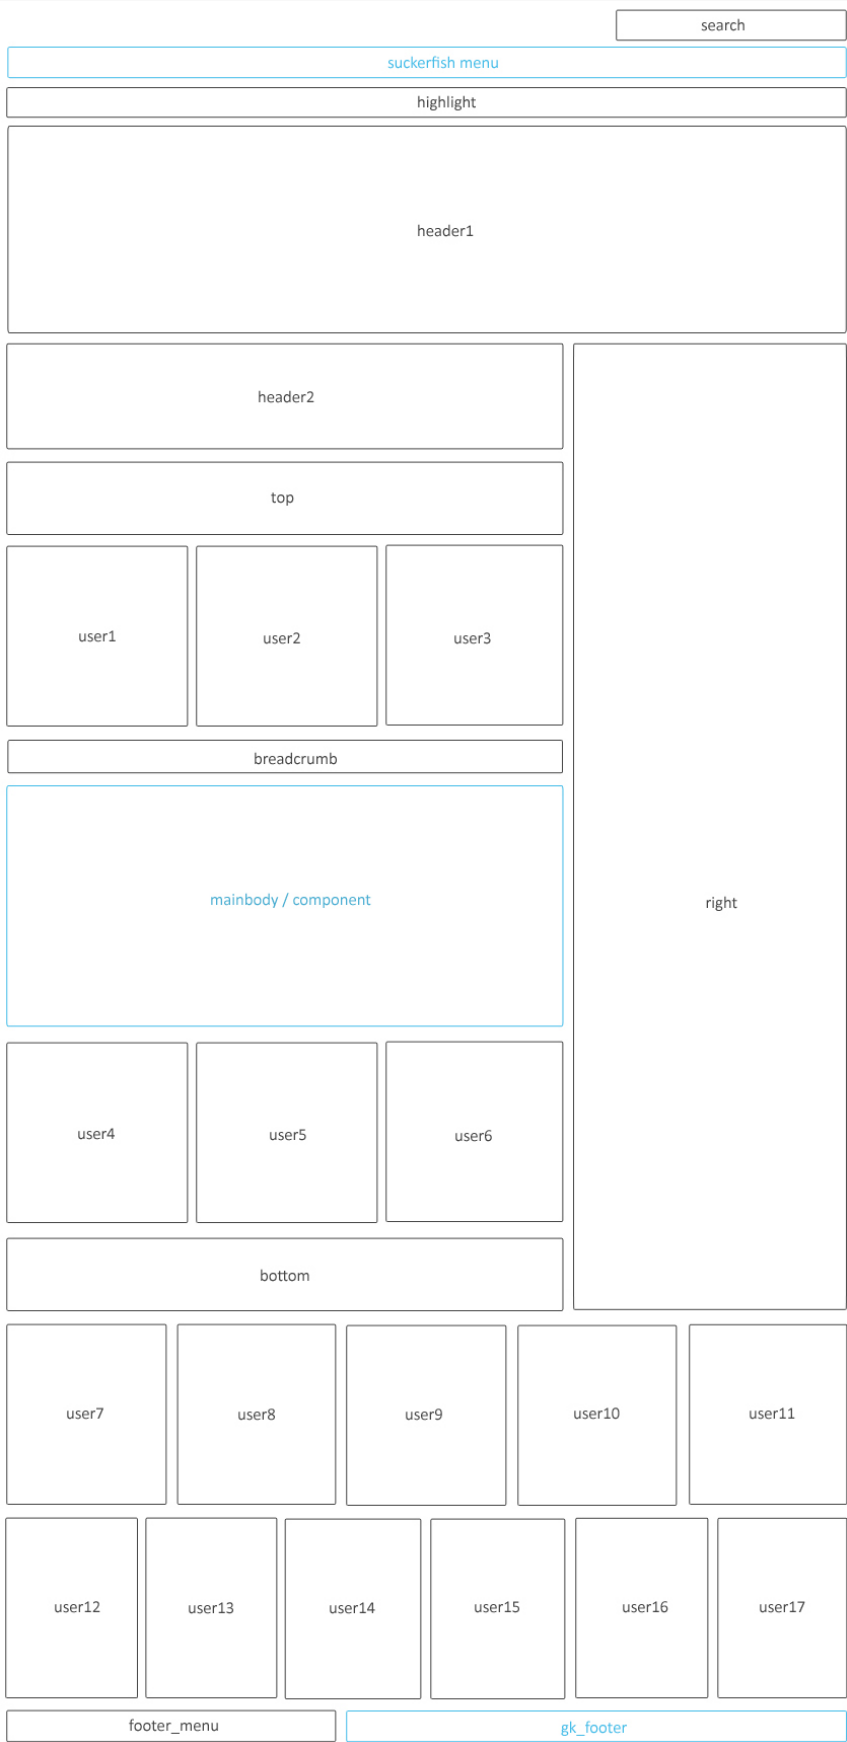 search
suckerfish menu
highlight
header1
header2
top
user1
user2
user3
breadcrumb
mainbody / component
right
user4
user5
user6
bottom
user7
user8
user9
user10
user11
user12
user13
user14
user15
user16
user17
footer_menu
gk_footer